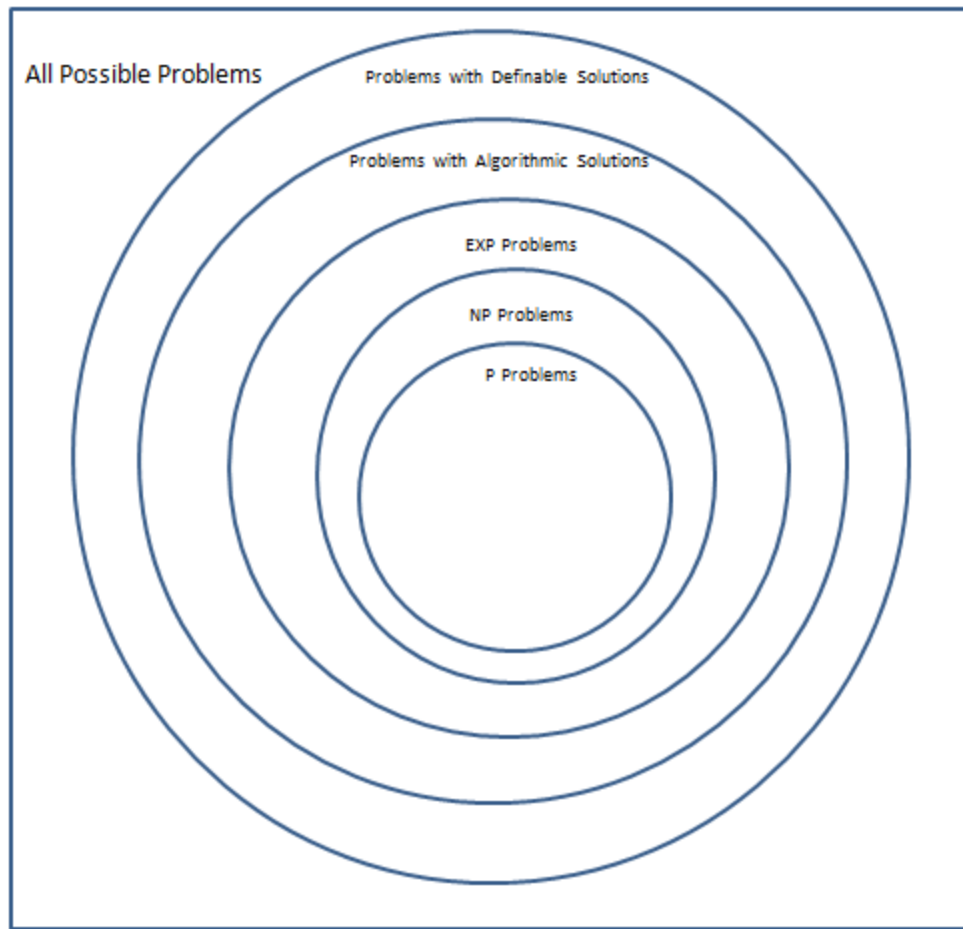 All Possible Problems
Problems with Definable Solutions
Problems with Algorithmic Solutions
EXP Problems
NP Problems
P Problems